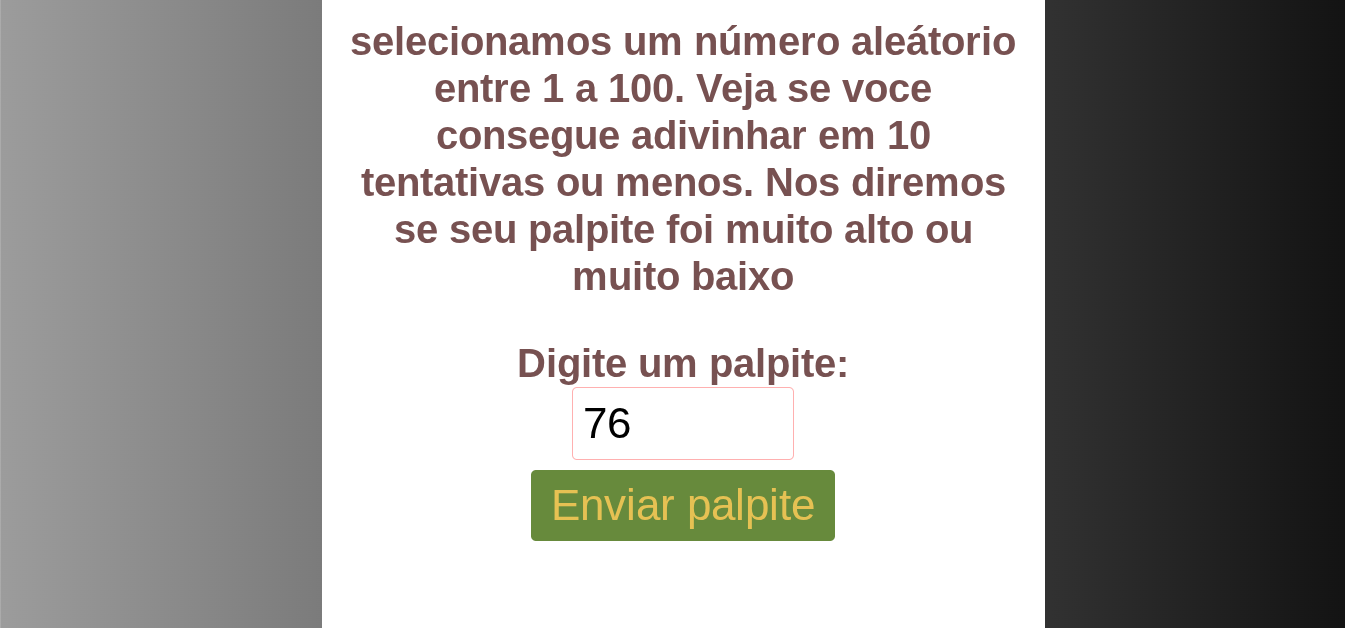 selecionamos um número aleátorio
entre 1 a 100. Veja se voce
consegue adivinhar em 10
tentativas ou menos. Nos diremos
se seu palpite foi muito alto ou
muito baixo
Digite um palpite:
76
Enviar palpite